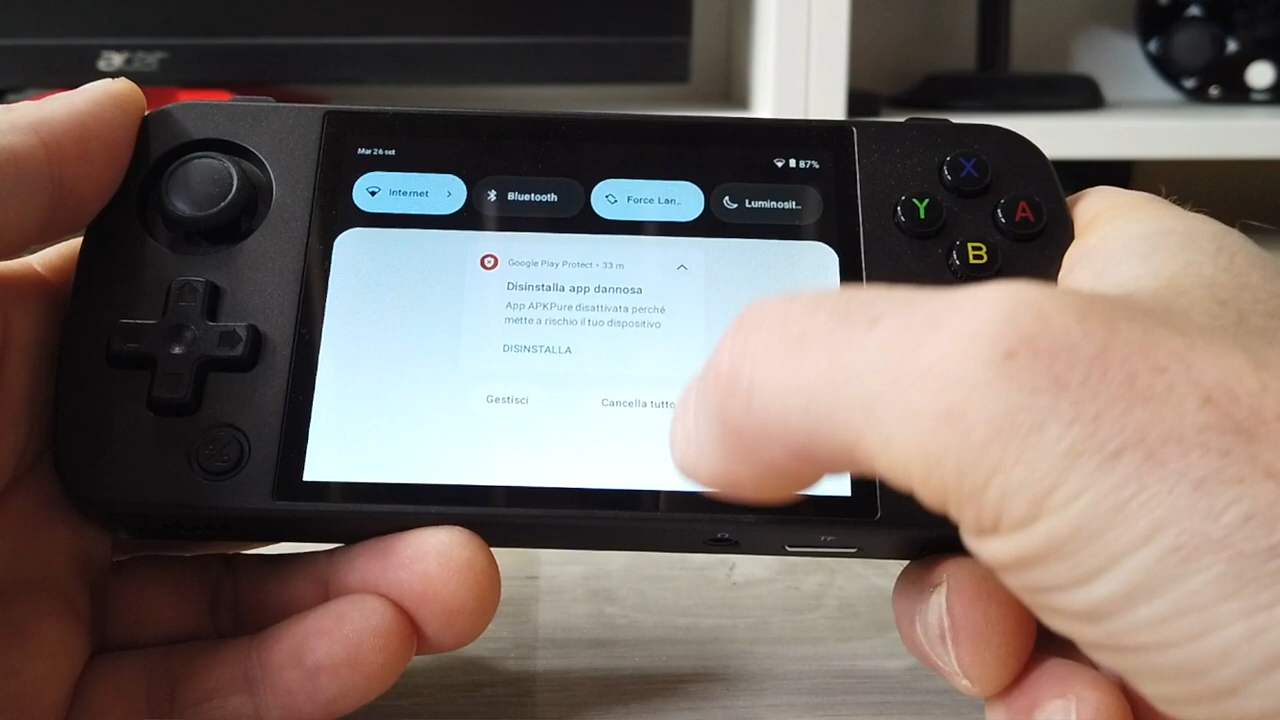 acer
Mar 26 set
87%
Internet
Bluetooth
Force Lan..
Luminosit..
X
Y
A
B
Google Play Protect • 33 m
Disinstalla app dannosa
App APKPure disattivata perché
mette a rischio il tuo dispositivo
DISINSTALLA
Gestisci
Cancella tutto
TF